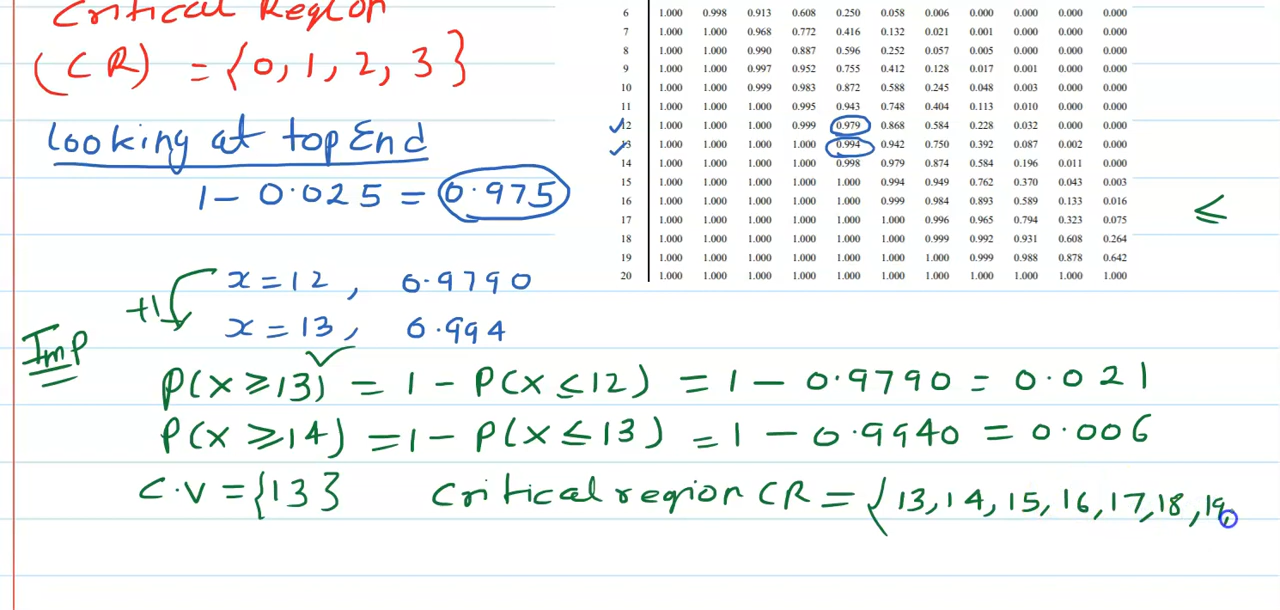 Critical Region
(CR) = {0, 1, 2, 3}
Looking at top End
1 - 0.025 = 0.975
+1
x = 12, 0.9790
x = 13, 0.994
Imp
P(X ≥ 13) = 1 - P(X ≤ 12) = 1 - 0.9790 = 0.021
P(X ≥ 14) = 1 - P(X ≤ 13) = 1 - 0.9940 = 0.006
C.V = {13} Critical region CR = {13, 14, 15, 16, 17, 18, 19,
6 1.000 0.998 0.913 0.608 0.250 0.058 0.006 0.000 0.000 0.000 0.000
7 1.000 1.000 0.968 0.772 0.416 0.132 0.021 0.001 0.000 0.000 0.000
8 1.000 1.000 0.990 0.887 0.596 0.252 0.057 0.005 0.000 0.000 0.000
9 1.000 1.000 0.997 0.952 0.755 0.412 0.128 0.017 0.001 0.000 0.000
10 1.000 1.000 0.999 0.983 0.872 0.588 0.245 0.048 0.003 0.000 0.000
11 1.000 1.000 1.000 0.995 0.943 0.748 0.404 0.113 0.010 0.000 0.000
12 1.000 1.000 1.000 0.999 0.979 0.868 0.584 0.228 0.032 0.000 0.000
13 1.000 1.000 1.000 1.000 0.994 0.942 0.750 0.392 0.087 0.002 0.000
14 1.000 1.000 1.000 1.000 0.998 0.979 0.874 0.584 0.196 0.011 0.000
15 1.000 1.000 1.000 1.000 1.000 0.994 0.949 0.762 0.370 0.043 0.003
16 1.000 1.000 1.000 1.000 1.000 0.999 0.984 0.893 0.589 0.133 0.016
17 1.000 1.000 1.000 1.000 1.000 1.000 0.996 0.965 0.794 0.323 0.075
18 1.000 1.000 1.000 1.000 1.000 1.000 0.999 0.992 0.931 0.608 0.264
19 1.000 1.000 1.000 1.000 1.000 1.000 1.000 0.999 0.988 0.878 0.642
20 1.000 1.000 1.000 1.000 1.000 1.000 1.000 1.000 1.000 1.000 1.000
≤